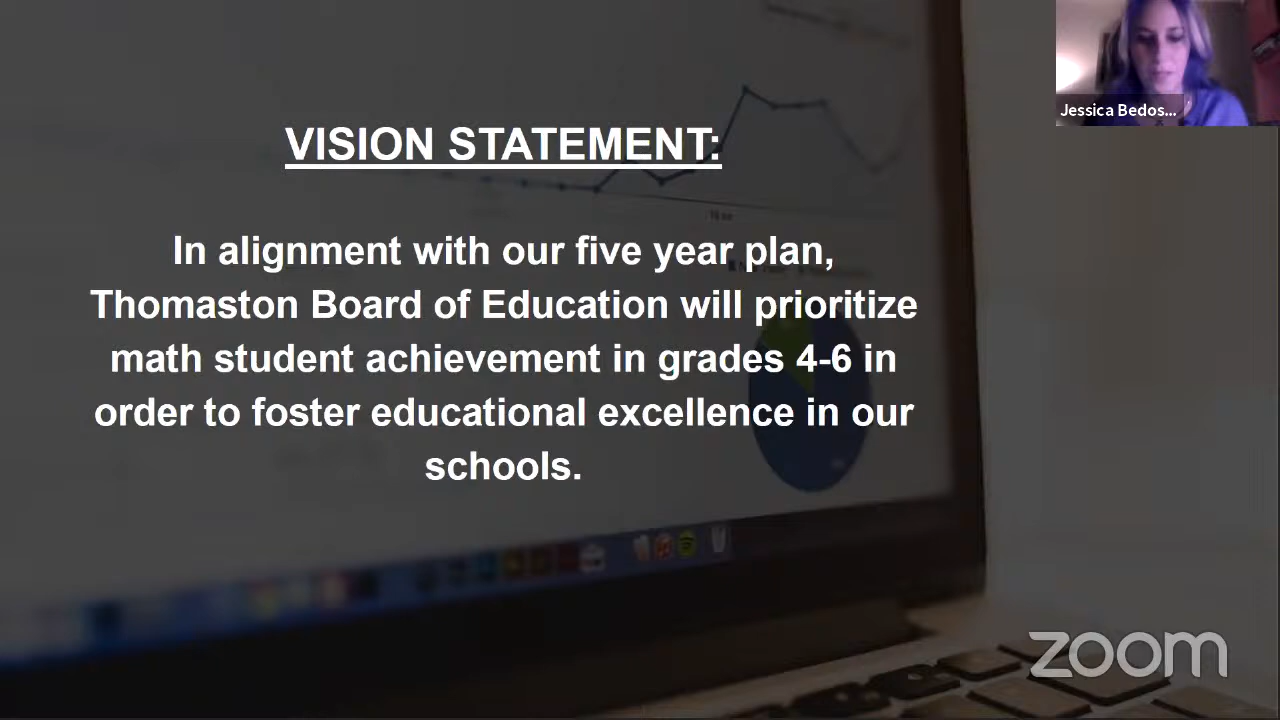 Jessica Bedos...
VISION STATEMENT:
In alignment with our five year plan,
Thomaston Board of Education will prioritize
math student achievement in grades 4-6 in
order to foster educational excellence in our
schools.
zoom